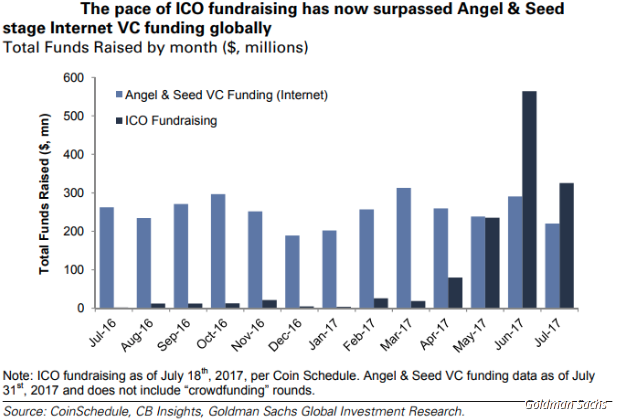 The pace of ICO fundraising has now surpassed Angel & Seed
stage Internet VC funding globally
Total Funds Raised by month ($, millions)
600
500
400
300
200
100
0
Total Funds Raised ($, mn)
Angel & Seed VC Funding (Internet)
ICO Fundraising
Jul-16
Aug-16
Sep-16
Oct-16
Nov-16
Dec-16
Jan-17
Feb-17
Mar-17
Apr-17
May-17
Jun-17
Jul-17
Note: ICO fundraising as of July 18th, 2017, per Coin Schedule. Angel & Seed VC funding data as of July
31st, 2017 and does not include “crowdfunding” rounds.
Goldman Sachs
Source: CoinSchedule, CB Insights, Goldman Sachs Global Investment Research.